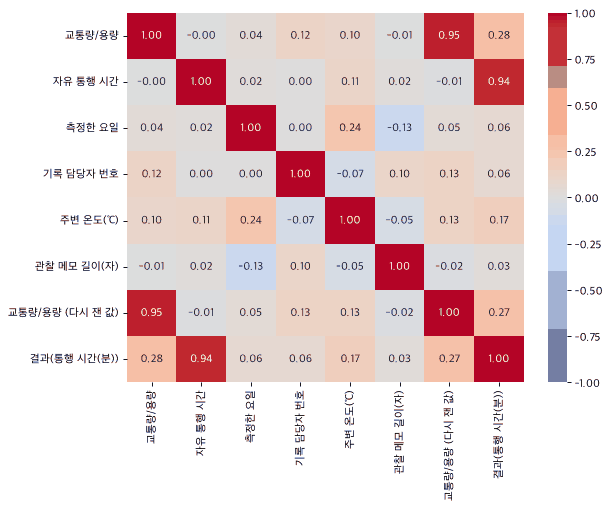 교통량/용량 1.00 -0.00 0.04 0.12 0.10 -0.01 0.95 0.28
자유 통행 시간 -0.00 1.00 0.02 0.00 0.11 0.02 -0.01 0.94
측정한 요일 0.04 0.02 1.00 0.00 0.24 -0.13 0.05 0.06
기록 담당자 번호 0.12 0.00 0.00 1.00 -0.07 0.10 0.13 0.06
주변 온도(℃) 0.10 0.11 0.24 -0.07 1.00 -0.05 0.13 0.17
관찰 메모 길이(자) -0.01 0.02 -0.13 0.10 -0.05 1.00 -0.02 0.03
교통량/용량 (다시 잰 값) 0.95 -0.01 0.05 0.13 0.13 -0.02 1.00 0.27
결과(통행 시간(분)) 0.28 0.94 0.06 0.06 0.17 0.03 0.27 1.00
교통량/용량
자유 통행 시간
측정한 요일
기록 담당자 번호
주변 온도(℃)
관찰 메모 길이(자)
교통량/용량 (다시 잰 값)
결과(통행 시간(분))
1.00
0.75
0.50
0.25
0.00
-0.25
-0.50
-0.75
-1.00